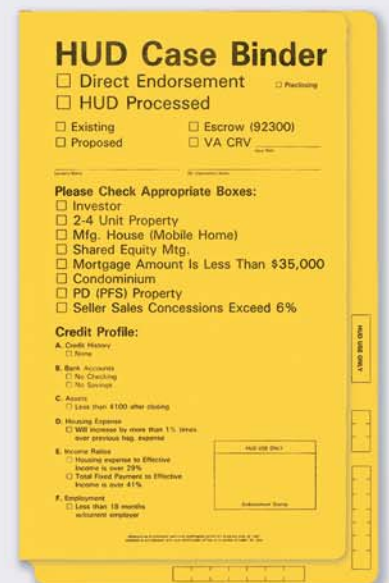 HUD Case Binder
☐ Direct Endorsement ☐ Preclosing
☐ HUD Processed
☐ Existing ☐ Escrow (92300)
☐ Proposed ☐ VA CRV
Please Check Appropriate Boxes:
☐ Investor
☐ 2-4 Unit Property
☐ Mfg. House (Mobile Home)
☐ Shared Equity Mtg.
☐ Mortgage Amount Is Less Than $35,000
☐ Condominium
☐ PD (PFS) Property
☐ Seller Sales Concessions Exceed 6%
Credit Profile:
A. Credit History
☐ None
B. Bank Accounts
☐ No Checking
☐ No Savings
C. Assets
☐ Less than $100 after closing
D. Housing Expense
☐ Will increase by more than 1½ times
over previous hsg. expense
E. Income Ratios
☐ Housing expense to Effective
Income is over 29%
☐ Total Fixed Payment to Effective
Income is over 41%
F. Employment
☐ Less than 18 months
w/current employer
HUD USE ONLY
Endorsement Stamp
HUD USE ONLY